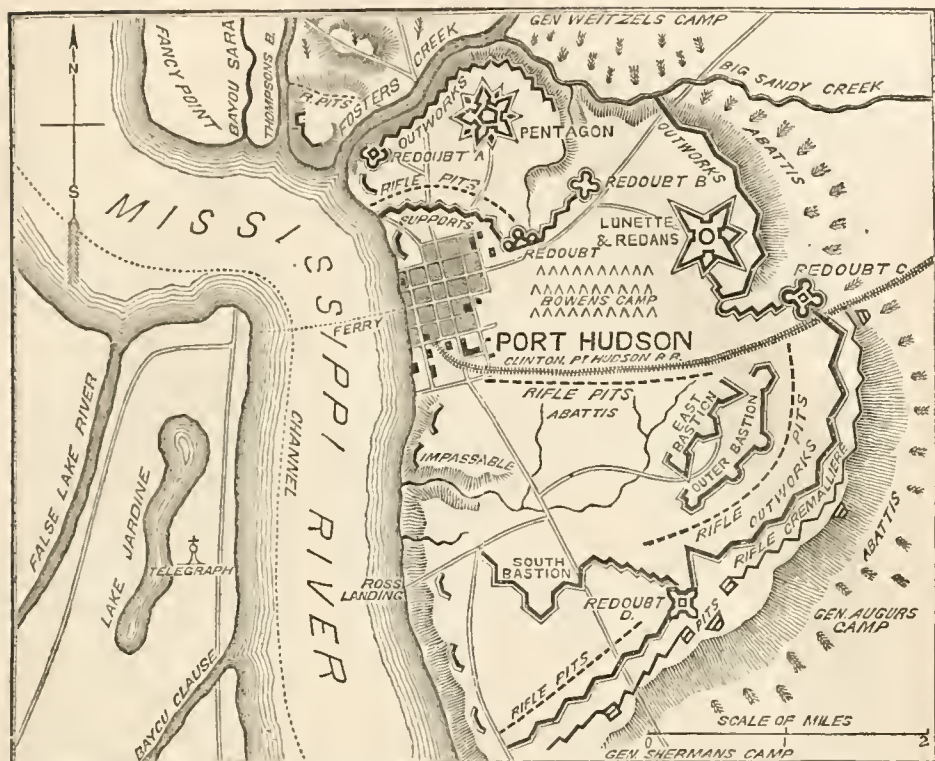 GEN WEITZELS CAMP
N
S
FANCY POINT
BAYOU SARA
THOMPSONS B.
R. PITS
FOSTERS CREEK
BIG SANDY CREEK
OUTWORKS
PENTAGON
REDOUBT A
RIFLE PITS
REDOUBT B
OUTWORKS
ABATTIS
MISSISSIPPI RIVER
SUPPORTS
REDOUBT
LUNETTE
& REDANS
REDOUBT C
BOWENS CAMP
FERRY
PORT HUDSON
CLINTON, PT HUDSON R.R.
RIFLE PITS
ABATTIS
EAST
BASTION
OUTER BASTION
RIFLE PITS
OUTWORKS
RIFLE CREMALLIERE
PITS
ABATTIS
FALSE LAKE RIVER
LAKE JARDINE
CHANNEL
IMPASSABLE
TELEGRAPH
ROSS
LANDING
SOUTH
BASTION
REDOUBT
D.
GEN. AUGURS
CAMP
RIFLE PITS
BAYCU CLAUSE
SCALE OF MILES
0 1 2
GEN. SHERMANS CAMP